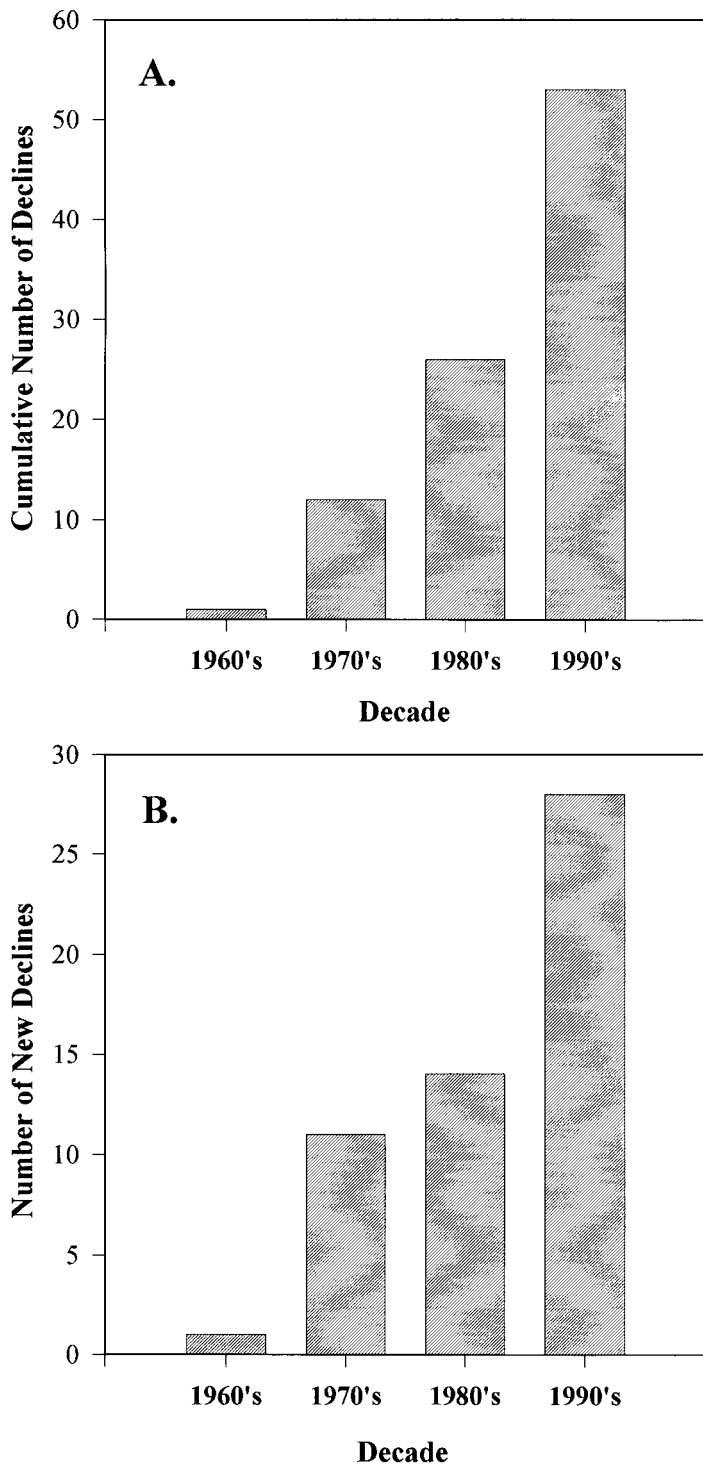 A.
Cumulative Number of Declines
60
50
40
30
20
10
0
1960's 1970's 1980's 1990's
Decade
B.
Number of New Declines
30
25
20
15
10
5
0
1960's 1970's 1980's 1990's
Decade